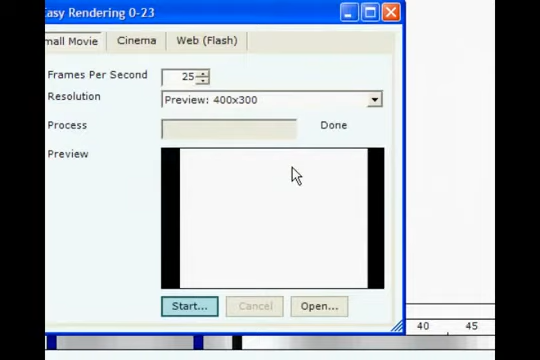 Easy Rendering 0-23
mall Movie Cinema Web (Flash)
Frames Per Second 25
Resolution Preview: 400x300
Process Done
Preview
Start... Cancel Open...
40 45